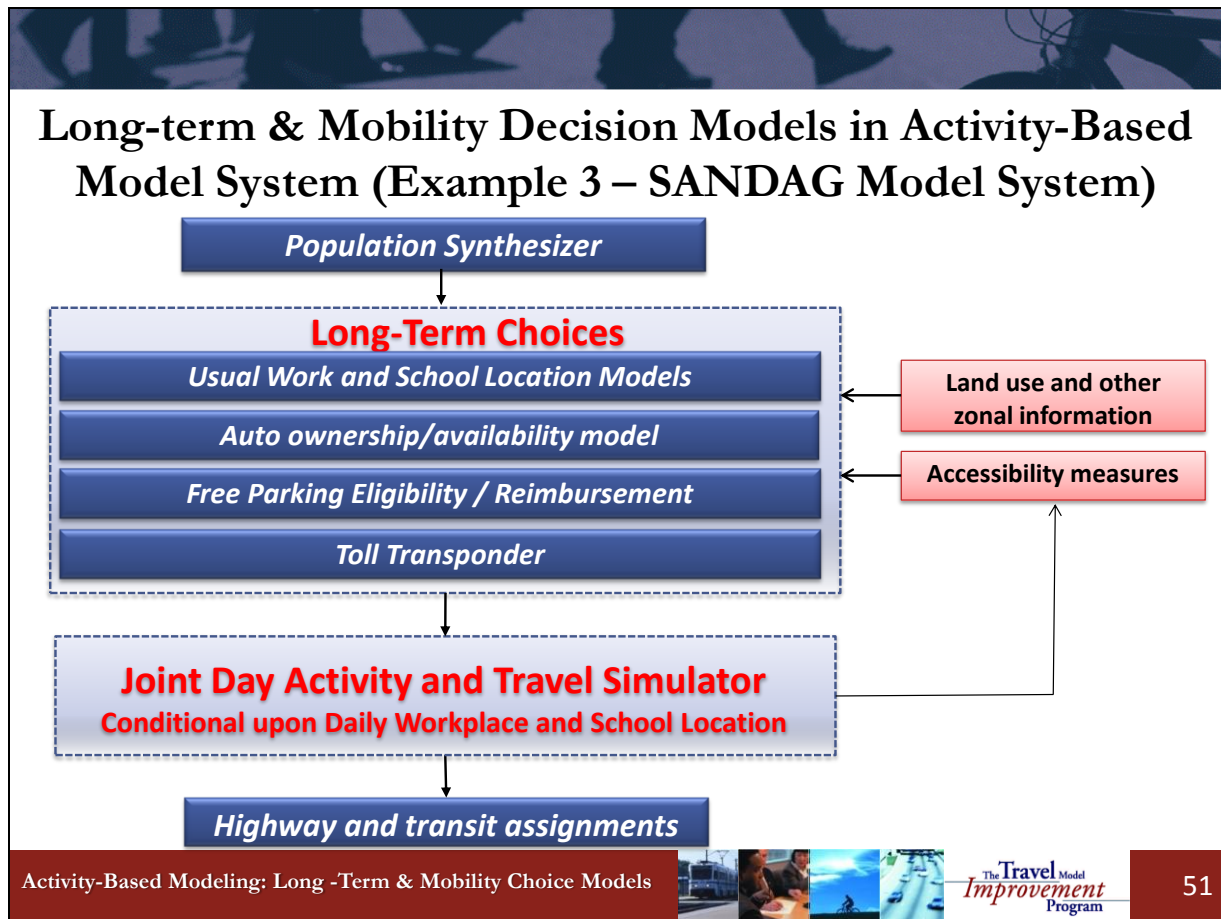 Long-term & Mobility Decision Models in Activity-Based
Model System (Example 3 – SANDAG Model System)
Population Synthesizer
Long-Term Choices
Usual Work and School Location Models
Auto ownership/availability model
Free Parking Eligibility / Reimbursement
Toll Transponder
Land use and other
zonal information
Accessibility measures
Joint Day Activity and Travel Simulator
Conditional upon Daily Workplace and School Location
Highway and transit assignments
Activity-Based Modeling: Long -Term & Mobility Choice Models
The Travel Model
Improvement
Program
51